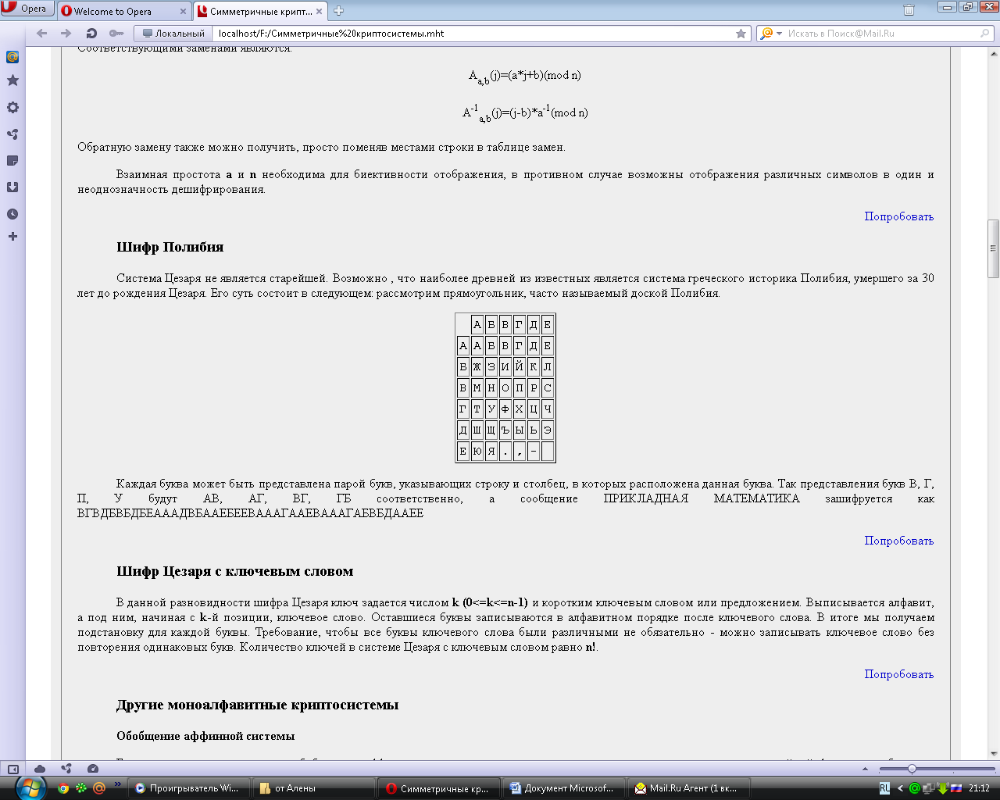 Opera
Welcome to Opera
Симметричные крипт...
Локальный
localhost/F:/Симметричные%20криптосистемы.mht
Искать в Поиск@Mail.Ru
Соответствующими заменами являются:
A a,b (j)=(a*j+b)(mod n)
A -1 a,b (j)=(j-b)*a -1 (mod n)
Обратную замену также можно получить, просто поменяв местами строки в таблице замен.
Взаимная простота a и n необходима для биективности отображения, в противном случае возможны отображения различных символов в один и
неоднозначность дешифрирования.
Попробовать
Шифр Полибия
Система Цезаря не является старейшей. Возможно , что наиболее древней из известных является система греческого историка Полибия, умершего за 30
лет до рождения Цезаря. Его суть состоит в следующем: рассмотрим прямоугольник, часто называемый доской Полибия.
А Б В Г Д Е
А А Б В Г Д Е
Б Ж З И Й К Л
В М Н О П Р С
Г Т У Ф Х Ц Ч
Д Ш Щ Ъ Ы Ь Э
Е Ю Я . , -
Каждая буква может быть представлена парой букв, указывающих строку и столбец, в которых расположена данная буква. Так представления букв В, Г,
П, У будут АВ, АГ, ВГ, ГБ соответственно, а сообщение ПРИКЛАДНАЯ МАТЕМАТИКА зашифруется как
ВГВДБВБДБЕАААДВБААЕБЕЕВАААГААЕВАААГАБВБДААЕЕ
Попробовать
Шифр Цезаря с ключевым словом
В данной разновидности шифра Цезаря ключ задается числом k (0<=k<=n-1) и коротким ключевым словом или предложением. Выписывается алфавит,
а под ним, начиная с k-й позиции, ключевое слово. Оставшиеся буквы записываются в алфавитном порядке после ключевого слова. В итоге мы получаем
подстановку для каждой буквы. Требование, чтобы все буквы ключевого слова были различными не обязательно - можно записывать ключевое слово без
повторения одинаковых букв. Количество ключей в системе Цезаря с ключевым словом равно n!.
Попробовать
Другие моноалфавитные криптосистемы
Обобщение аффинной системы
Проигрыватель Wi...
от Алены
Симметричные кр...
Документ Microsof...
Mail.Ru Агент (1 вк...
RL
21:12